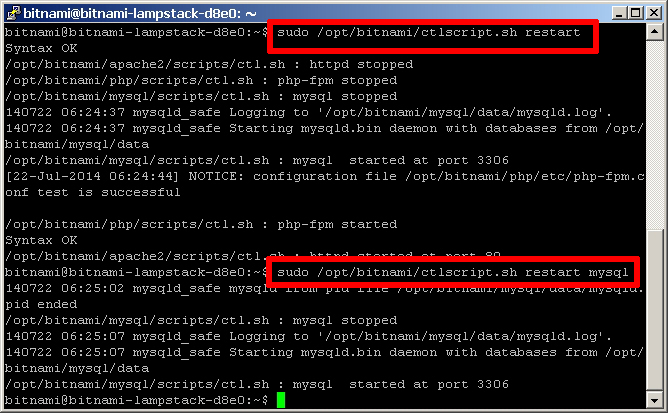 bitnami@bitnami-lampstack-d8e0: ~
bitnami@bitnami-lampstack-d8e0:~$ sudo /opt/bitnami/ctlscript.sh restart
Syntax OK
/opt/bitnami/apache2/scripts/ctl.sh : httpd stopped
/opt/bitnami/php/scripts/ctl.sh : php-fpm stopped
/opt/bitnami/mysql/scripts/ctl.sh : mysql stopped
140722 06:24:37 mysqld_safe Logging to '/opt/bitnami/mysql/data/mysqld.log'.
140722 06:24:37 mysqld_safe Starting mysqld.bin daemon with databases from /opt/
bitnami/mysql/data
/opt/bitnami/mysql/scripts/ctl.sh : mysql  started at port 3306
[22-Jul-2014 06:24:44] NOTICE: configuration file /opt/bitnami/php/etc/php-fpm.c
onf test is successful
/opt/bitnami/php/scripts/ctl.sh : php-fpm started
Syntax OK
/opt/bitnami/apache2/scripts/ctl.sh : httpd started at port 80
bitnami@bitnami-lampstack-d8e0:~$ sudo /opt/bitnami/ctlscript.sh restart mysql
140722 06:25:02 mysqld_safe mysqld from pid file /opt/bitnami/mysql/data/mysqld.
pid ended
/opt/bitnami/mysql/scripts/ctl.sh : mysql stopped
140722 06:25:07 mysqld_safe Logging to '/opt/bitnami/mysql/data/mysqld.log'.
140722 06:25:07 mysqld_safe Starting mysqld.bin daemon with databases from /opt/
bitnami/mysql/data
/opt/bitnami/mysql/scripts/ctl.sh : mysql  started at port 3306
bitnami@bitnami-lampstack-d8e0:~$